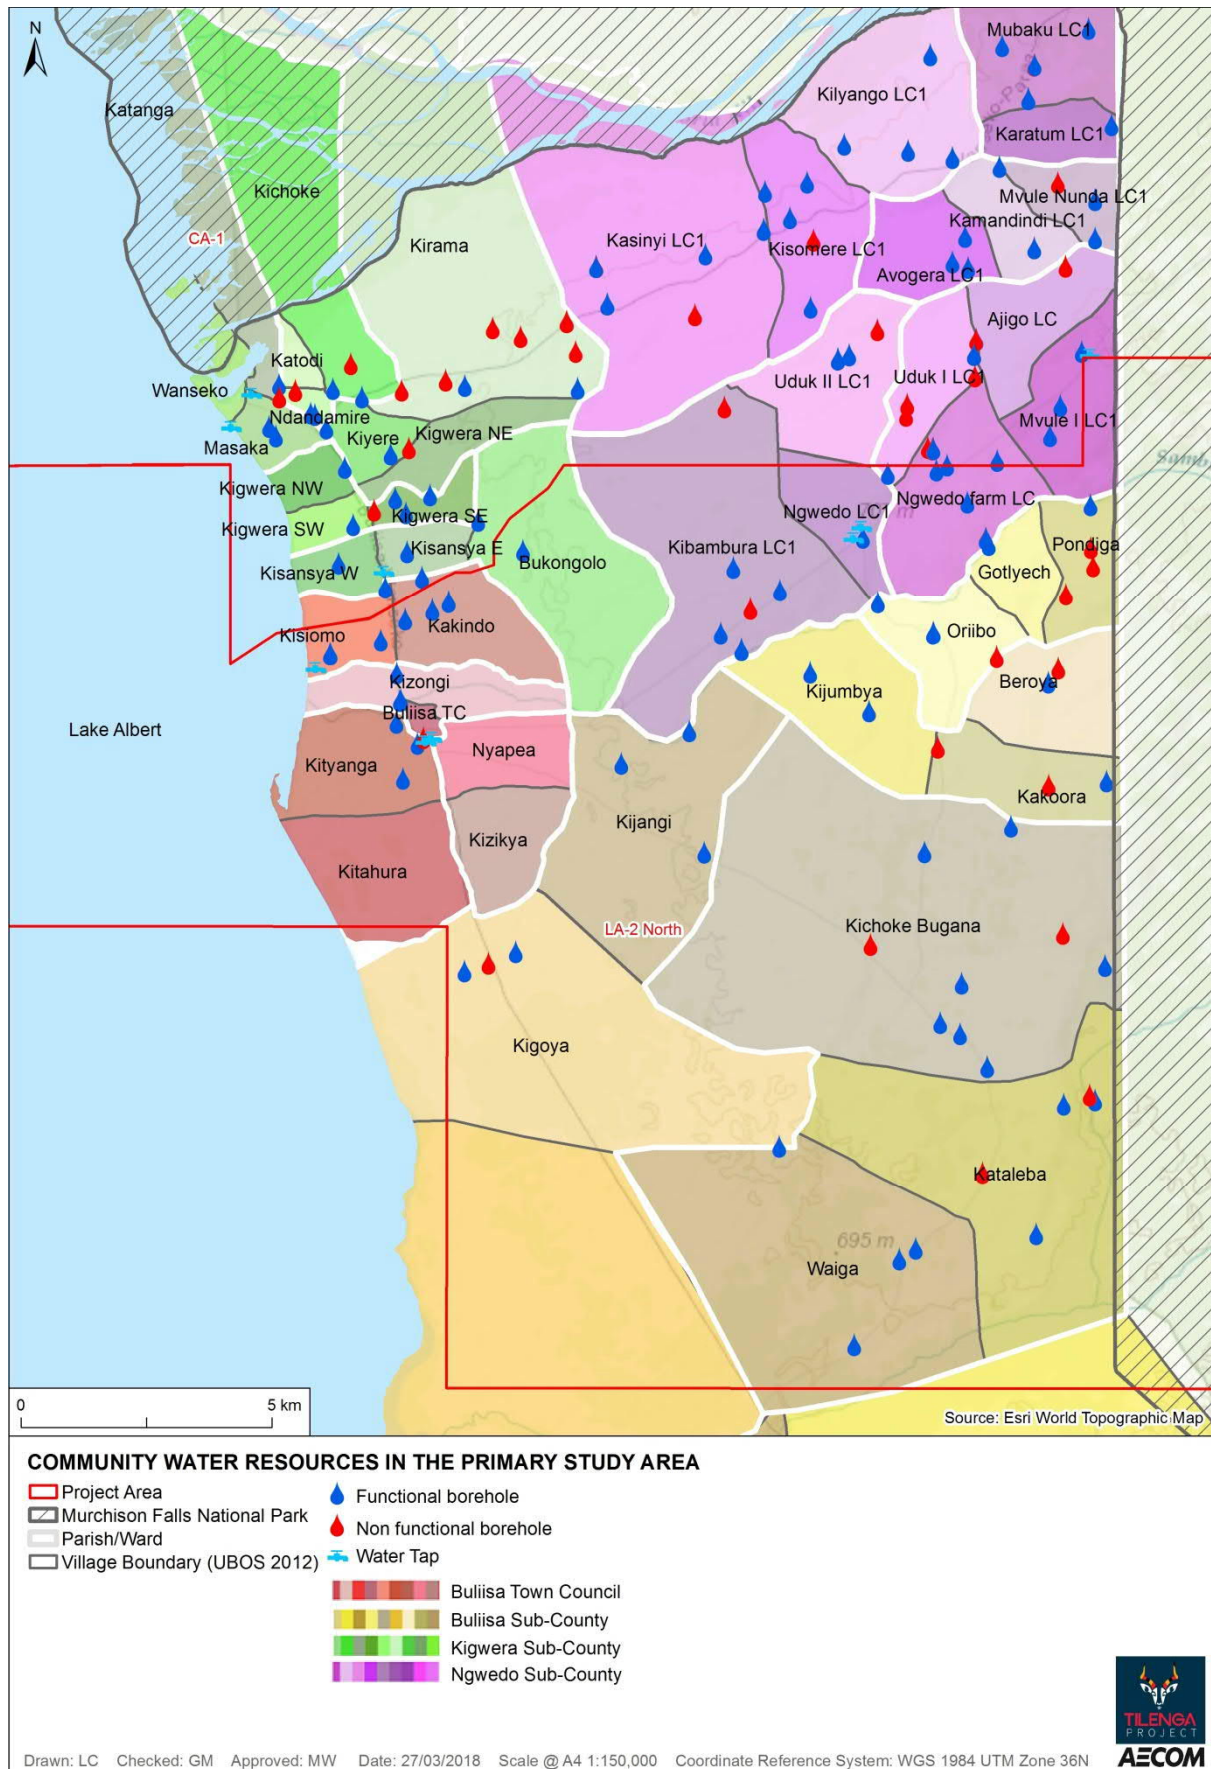 N
Mubaku LC1
Katanga
Kilyango LC1
Karatum LC1
Kichoke
Mvule Nunda LC1
Kamandindi LC1
CA-1
Kirama
Kasinyi LC1
Kisomere LC1
Avogera LC1
Ajigo LC
Katodi
Wanseko
Uduk II LC1
Uduk I LC1
Ndandamire
Mvule I LC1
Masaka
Kiyere
Kigwera NE
Kigwera NW
Ngwedo farm LC
Kigwera SW
Kigwera SE
Ngwedo LC1
Kisansya E
Kibambura LC1
Pondiga
Kisansya W
Bukongolo
Gotlyech
Kisiomo
Kakindo
Oriibo
Kizongi
Kijumbya
Beroya
Buliisa TC
Lake Albert
Nyapea
Kityanga
Kakoora
Kijangi
Kizikya
Kitahura
Kichoke Bugana
LA-2 North
Kigoya
Kataleba
695 m
Waiga
0 5 km
Source: Esri World Topographic Map
COMMUNITY WATER RESOURCES IN THE PRIMARY STUDY AREA
Project Area
Murchison Falls National Park
Parish/Ward
Village Boundary (UBOS 2012)
Functional borehole
Non functional borehole
Water Tap
Buliisa Town Council
Buliisa Sub-County
Kigwera Sub-County
Ngwedo Sub-County
TILENGA
PROJECT
AECOM
Drawn: LC Checked: GM Approved: MW Date: 27/03/2018 Scale @ A4 1:150,000 Coordinate Reference System: WGS 1984 UTM Zone 36N